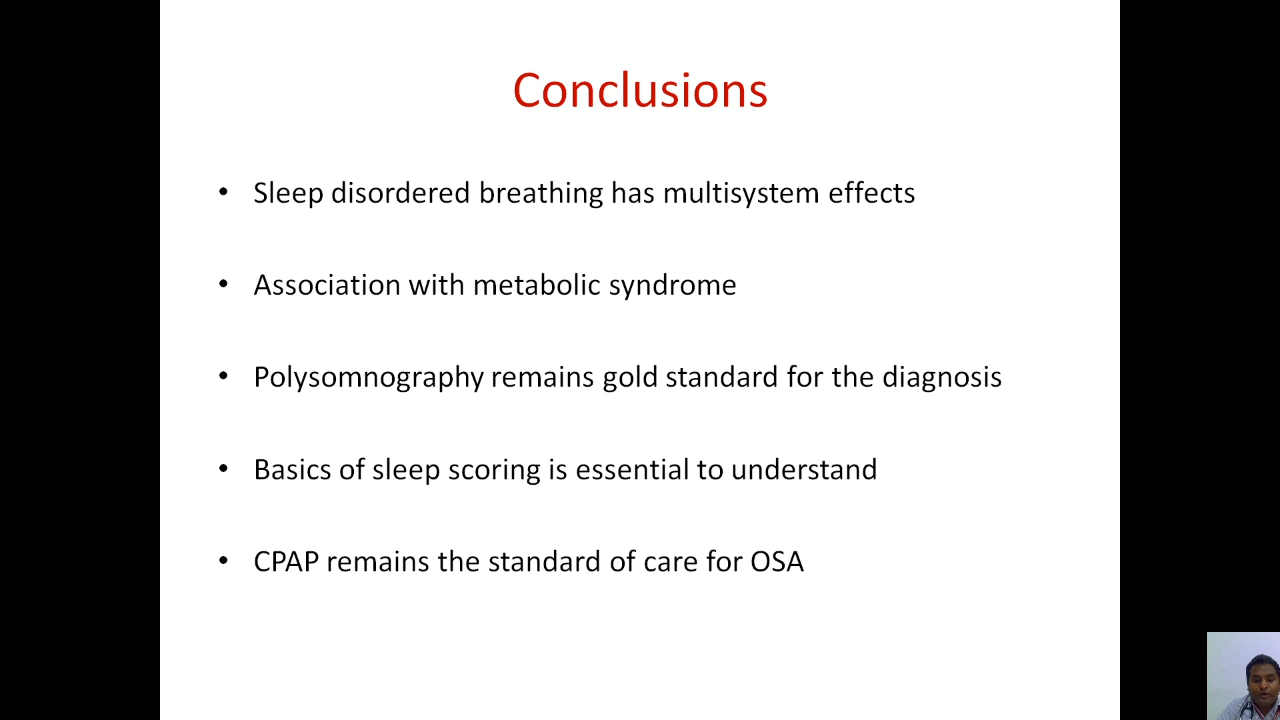 Conclusions
• Sleep disordered breathing has multisystem effects
• Association with metabolic syndrome
• Polysomnography remains gold standard for the diagnosis
• Basics of sleep scoring is essential to understand
• CPAP remains the standard of care for OSA